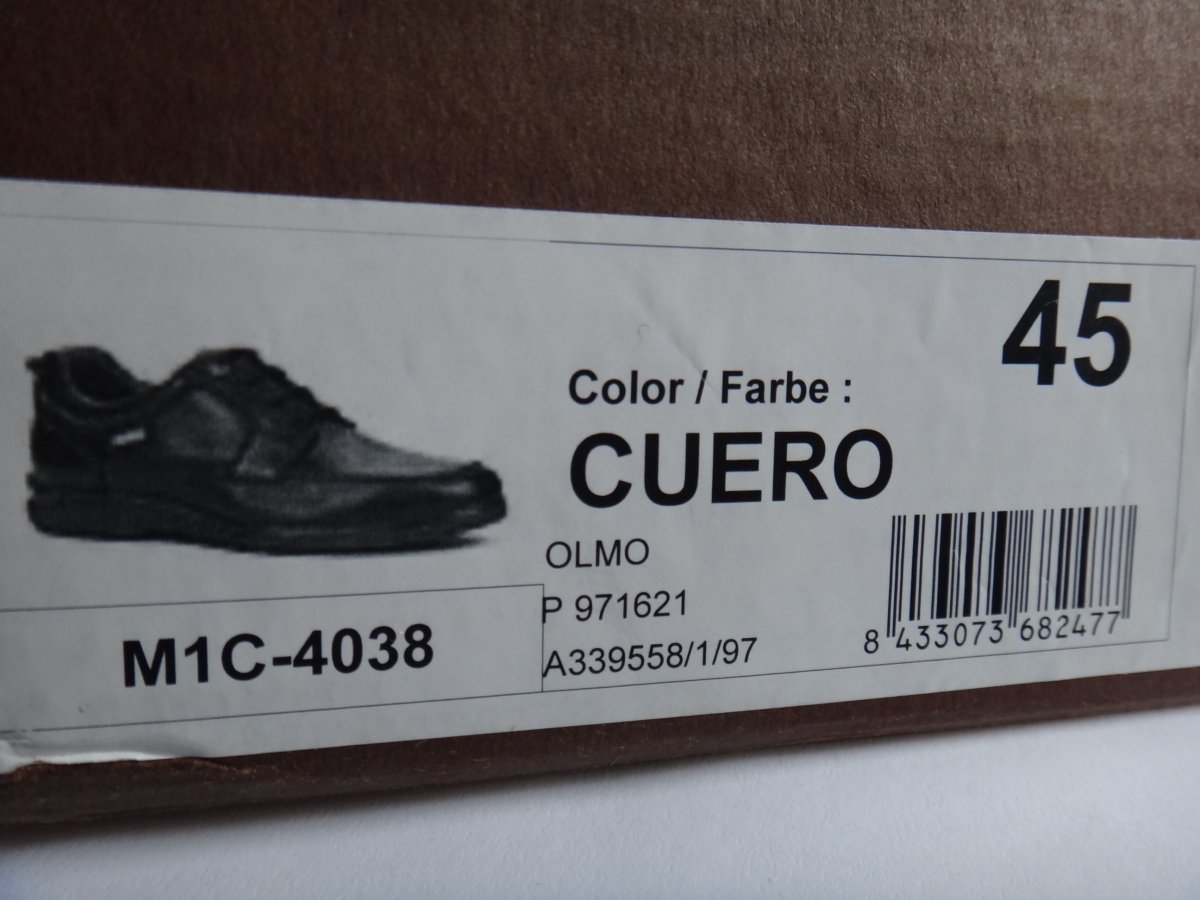 45
Color / Farbe :
CUERO
OLMO
P 971621
A339558/1/97
M1C-4038
8 433073 682477